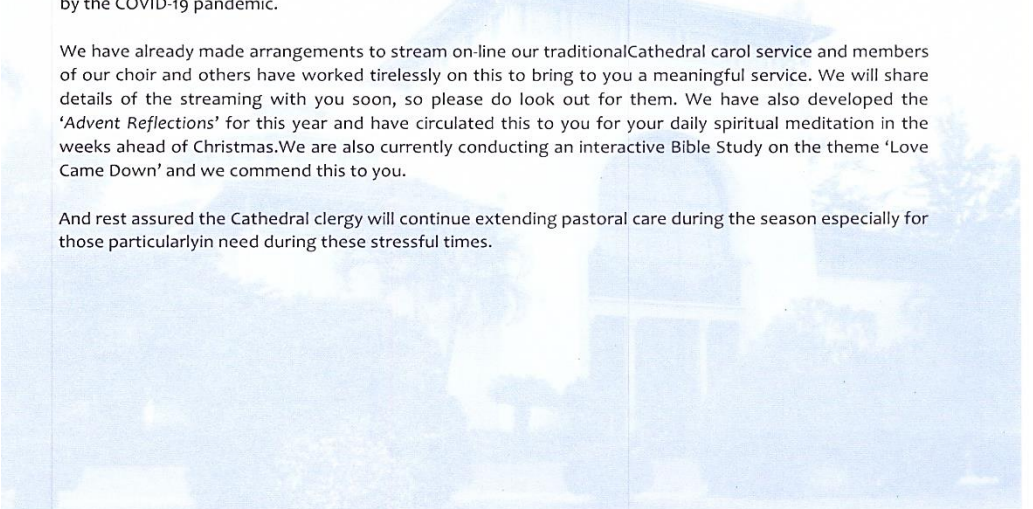 by the COVID-19 pandemic.
We have already made arrangements to stream on-line our traditionalCathedral carol service and members
of our choir and others have worked tirelessly on this to bring to you a meaningful service. We will share
details of the streaming with you soon, so please do look out for them. We have also developed the
‘Advent Reflections’ for this year and have circulated this to you for your daily spiritual meditation in the
weeks ahead of Christmas.We are also currently conducting an interactive Bible Study on the theme ‘Love
Came Down’ and we commend this to you.
And rest assured the Cathedral clergy will continue extending pastoral care during the season especially for
those particularlyin need during these stressful times.